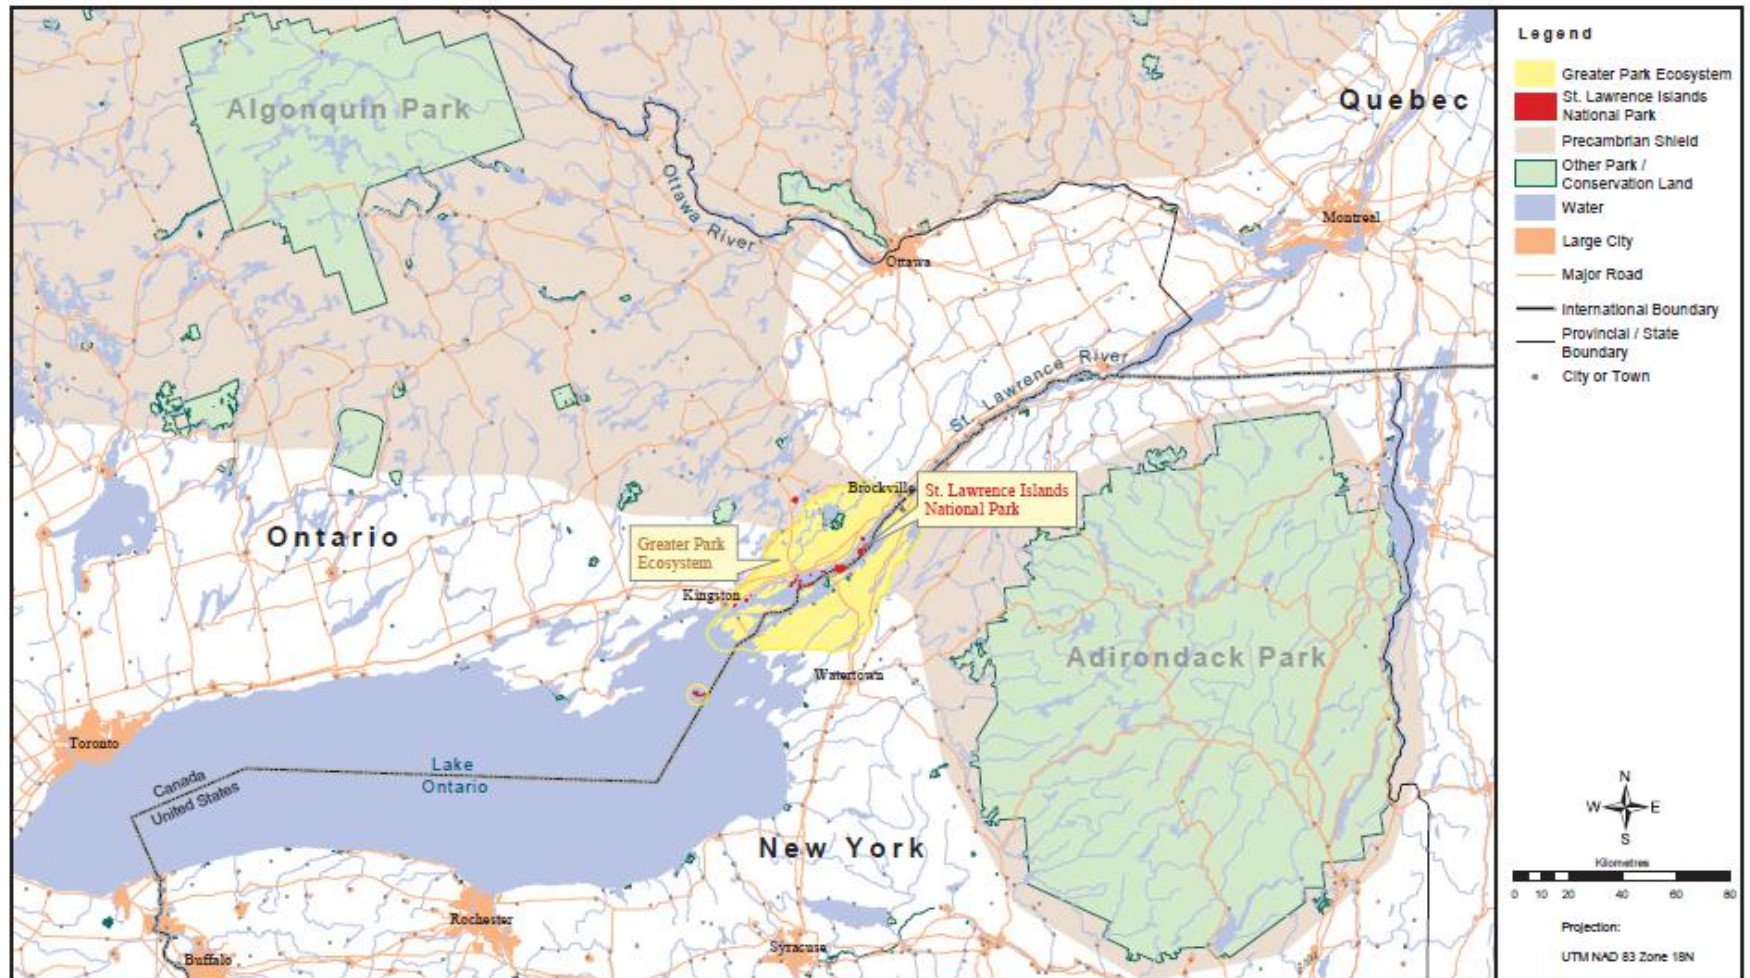 Algonquin Park
Quebec
Ottawa
River
Montreal
Ottawa
St. Lawrence River
Brockville
St. Lawrence Islands
National Park
Ontario
Greater Park
Ecosystem
Kingston
Adirondack Park
Watertown
Toronto
Lake
Ontario
Canada
United States
New York
Rochester
Syracuse
Buffalo
Legend
Greater Park Ecosystem
St. Lawrence Islands
National Park
Precambrian Shield
Other Park /
Conservation Land
Water
Large City
Major Road
International Boundary
Provincial / State
Boundary
City or Town
N
W E
S
Kilometres
0 10 20 40 60 80
Projection:
UTM NAD 83 Zone 18N